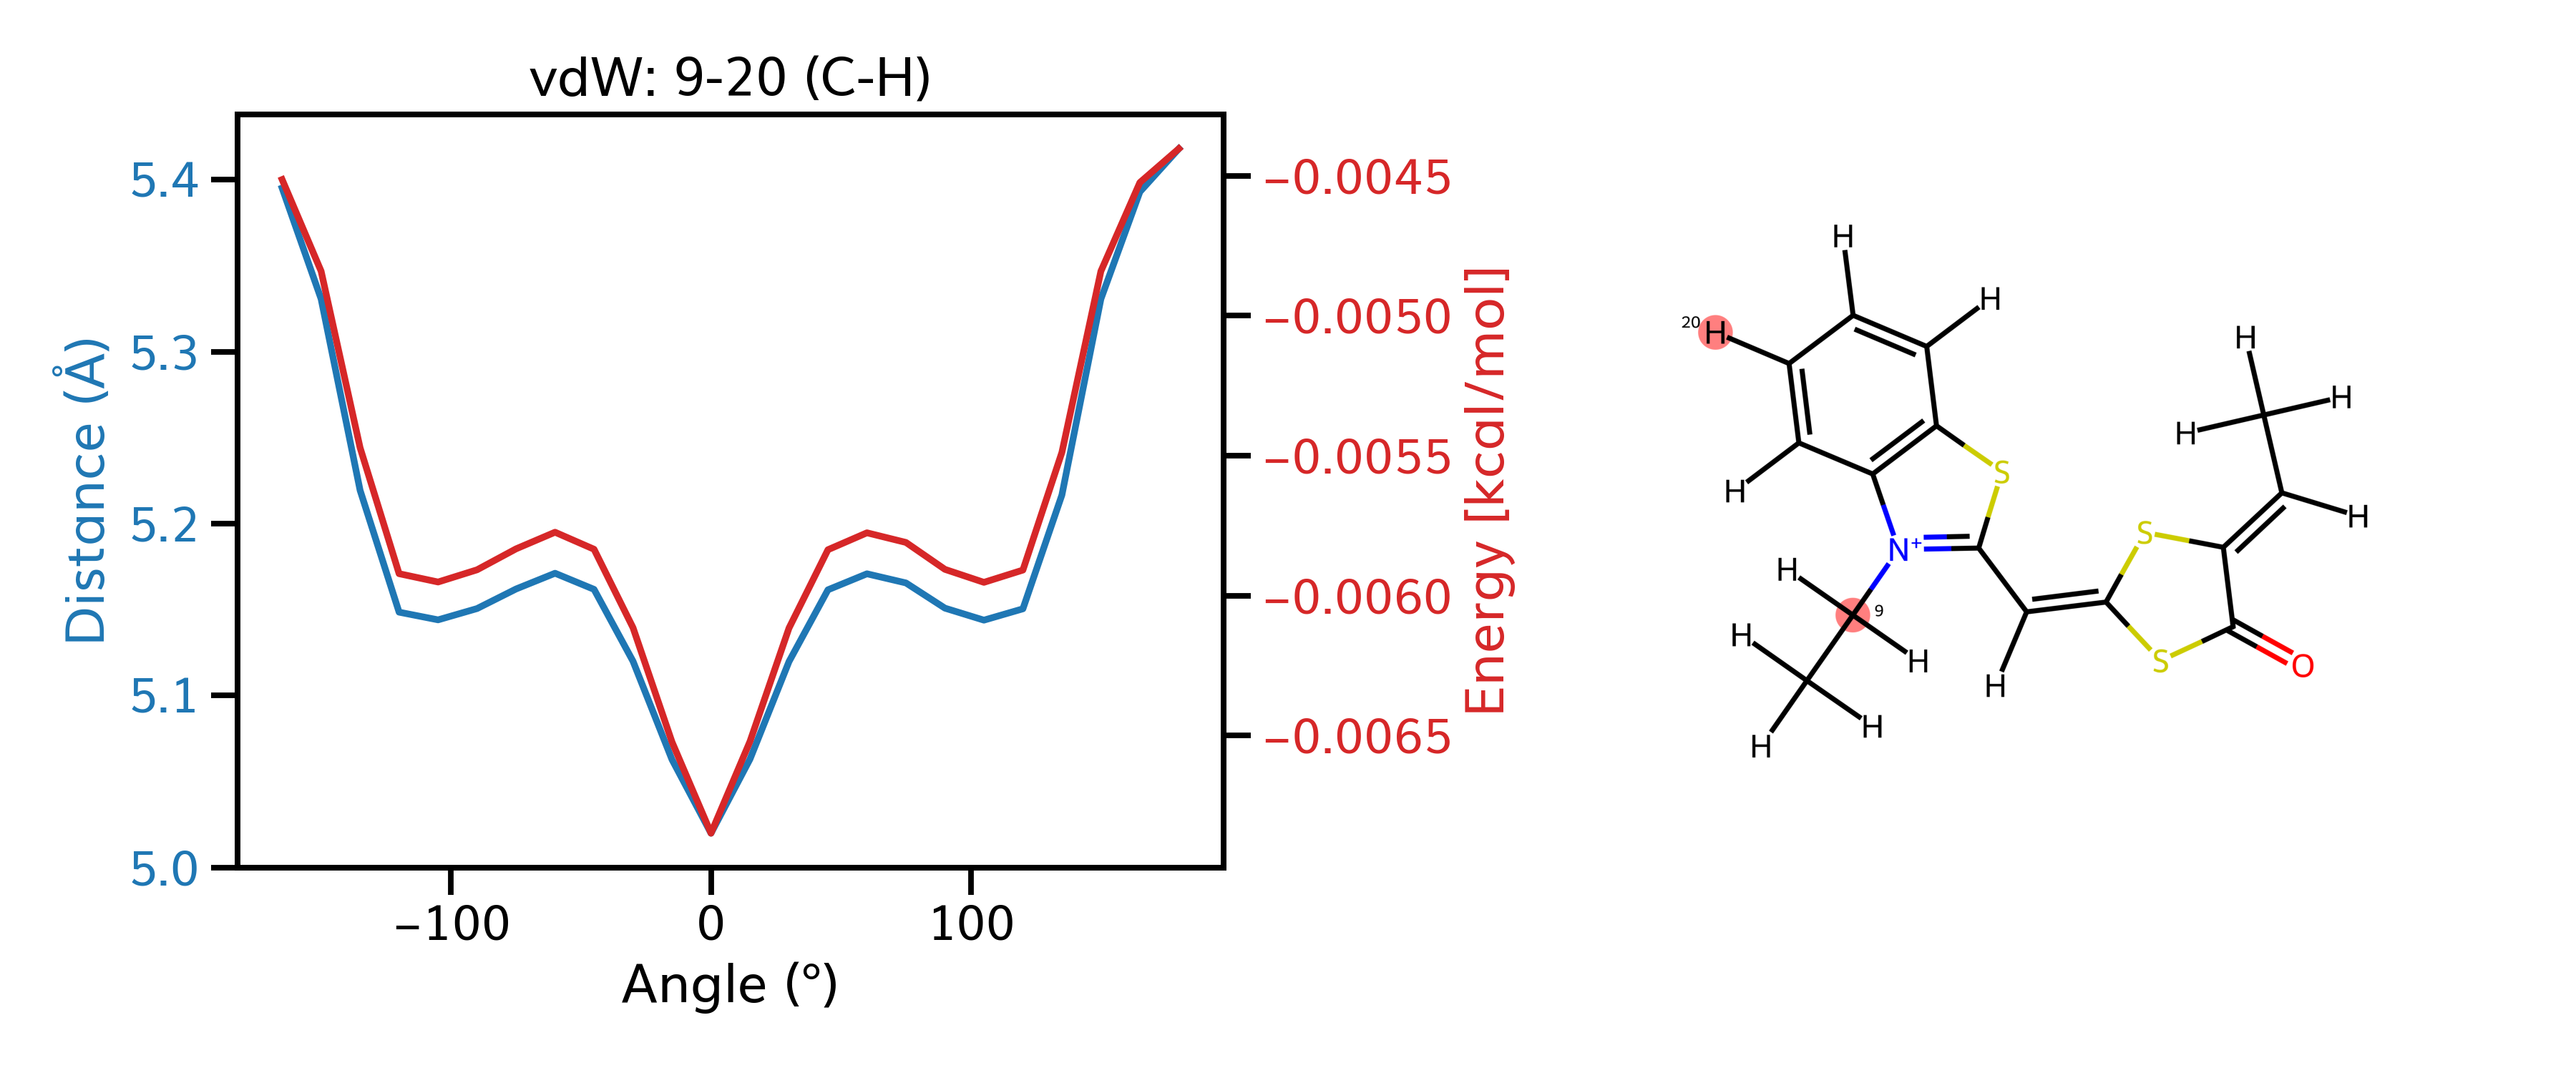 vdW: 9-20 (C-H)
5.4
5.3
5.2
5.1
5.0
Distance (Å)
−100
0
100
Angle (°)
−0.0045
−0.0050
−0.0055
−0.0060
−0.0065
Energy [kcal/mol]
H
H
20 H
H
H
H
S
H
S
H
N+
H
H
9
H
H
S
O
H
H
H